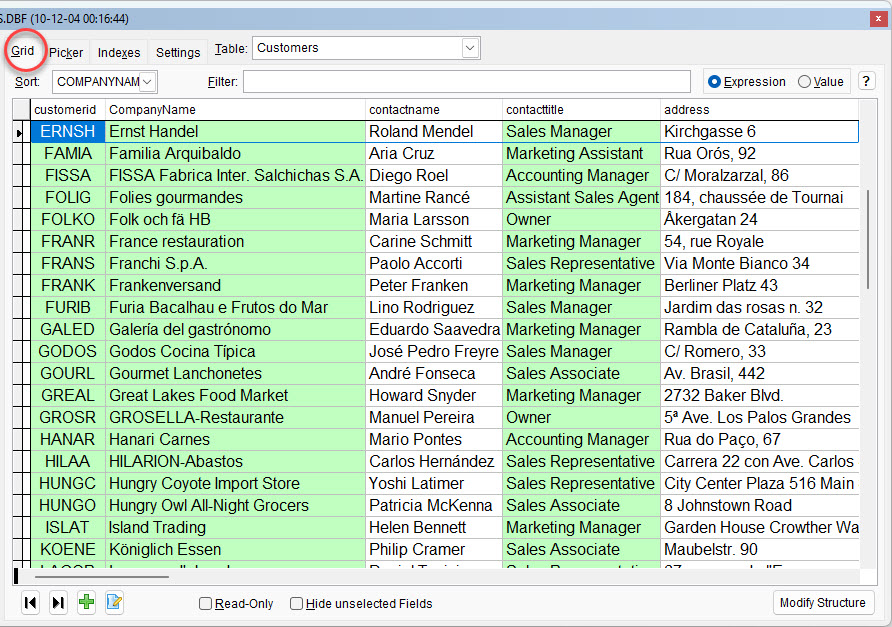 S.DBF (10-12-04 00:16:44)
Grid Picker Indexes Settings Table: Customers
Sort: COMPANYNAM Filter: Expression Value ?
customerid CompanyName contactname contacttitle address
ERNSH Ernst Handel Roland Mendel Sales Manager Kirchgasse 6
FAMIA Familia Arquibaldo Aria Cruz Marketing Assistant Rua Orós, 92
FISSA FISSA Fabrica Inter. Salchichas S.A. Diego Roel Accounting Manager C/ Moralzarzal, 86
FOLIG Folies gourmandes Martine Rancé Assistant Sales Agent 184, chaussée de Tournai
FOLKO Folk och fä HB Maria Larsson Owner Åkergatan 24
FRANR France restauration Carine Schmitt Marketing Manager 54, rue Royale
FRANS Franchi S.p.A. Paolo Accorti Sales Representative Via Monte Bianco 34
FRANK Frankenversand Peter Franken Marketing Manager Berliner Platz 43
FURIB Furia Bacalhau e Frutos do Mar Lino Rodriguez Sales Manager Jardim das rosas n. 32
GALED Galería del gastrónomo Eduardo Saavedra Marketing Manager Rambla de Cataluña, 23
GODOS Godos Cocina Típica José Pedro Freyre Sales Manager C/ Romero, 33
GOURL Gourmet Lanchonetes André Fonseca Sales Associate Av. Brasil, 442
GREAL Great Lakes Food Market Howard Snyder Marketing Manager 2732 Baker Blvd.
GROSR GROSELLA-Restaurante Manuel Pereira Owner 5ª Ave. Los Palos Grandes
HANAR Hanari Carnes Mario Pontes Accounting Manager Rua do Paço, 67
HILAA HILARION-Abastos Carlos Hernández Sales Representative Carrera 22 con Ave. Carlos
HUNGC Hungry Coyote Import Store Yoshi Latimer Sales Representative City Center Plaza 516 Main
HUNGO Hungry Owl All-Night Grocers Patricia McKenna Sales Associate 8 Johnstown Road
ISLAT Island Trading Helen Bennett Marketing Manager Garden House Crowther Wa
KOENE Königlich Essen Philip Cramer Sales Associate Maubelstr. 90
Read-Only Hide unselected Fields Modify Structure